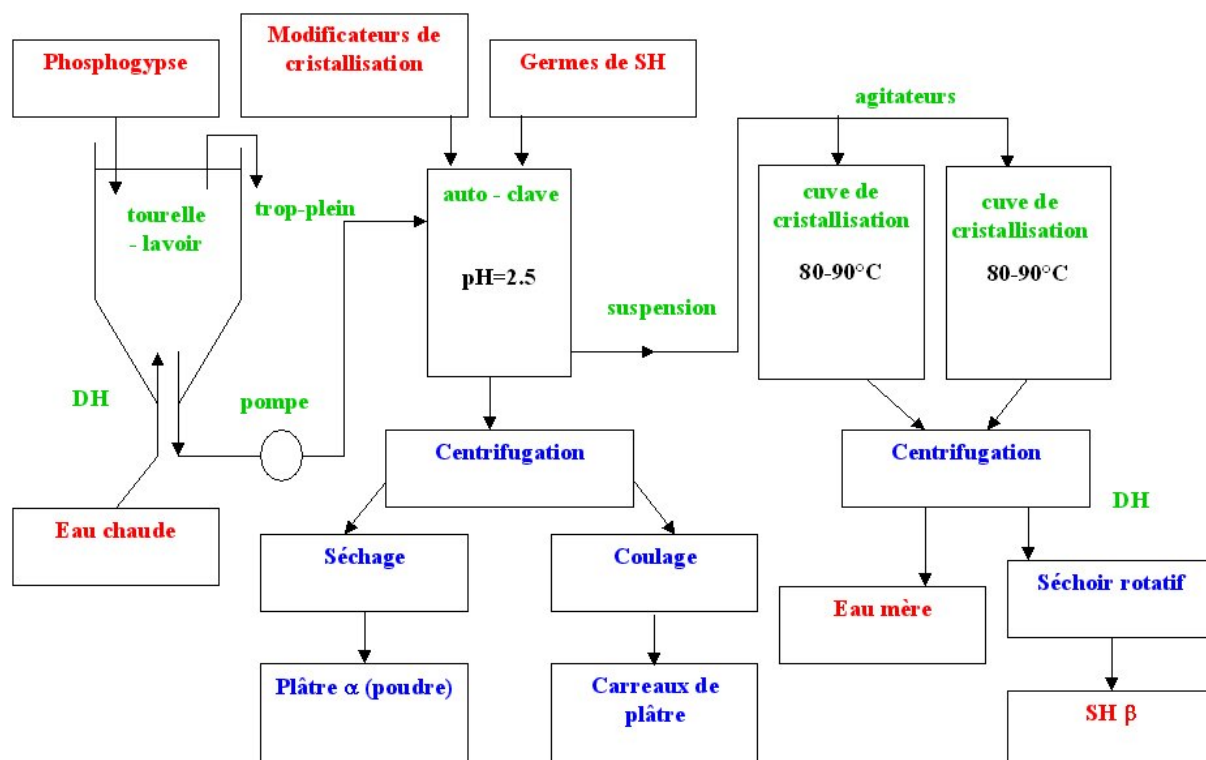 Phosphogypse
Modificateurs de
cristallisation
Germes de SH
agitateurs
tourelle
- lavoir
trop-plein
auto - clave
pH=2.5
cuve de
cristallisation
80-90°C
cuve de
cristallisation
80-90°C
suspension
DH
pompe
Centrifugation
Centrifugation
DH
Eau chaude
Séchage
Coulage
Eau mère
Séchoir rotatif
Plâtre α (poudre)
Carreaux de
plâtre
SH β